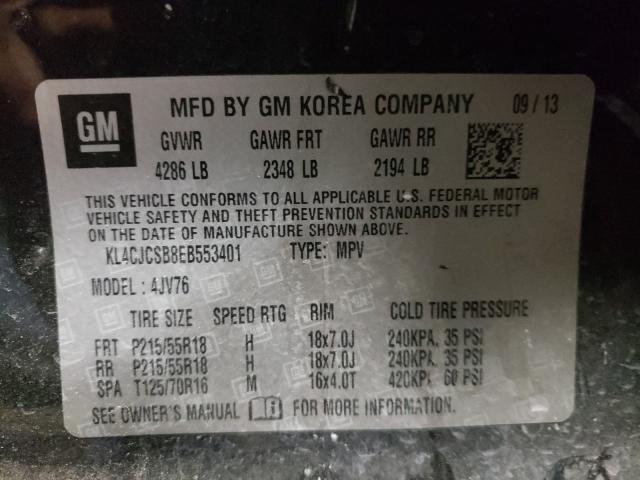 GM MFD BY GM KOREA COMPANY 09 / 13
GVWR GAWR FRT GAWR RR
4286 LB 2348 LB 2194 LB
THIS VEHICLE CONFORMS TO ALL APPLICABLE U.S. FEDERAL MOTOR
VEHICLE SAFETY AND THEFT PREVENTION STANDARDS IN EFFECT
ON THE DATE OF MANUFACTURE SHOWN ABOVE.
KL4CJCSB8EB553401 TYPE: MPV
MODEL : 4JV76
TIRE SIZE SPEED RTG RIM COLD TIRE PRESSURE
FRT P215/55R18 H 18x7.0J 240KPA, 35 PSI
RR P215/55R18 H 18x7.0J 240KPA, 35 PSI
SPA T125/70R16 M 16x4.0T 420KPA, 60 PSI
SEE OWNER'S MANUAL FOR MORE INFORMATION.